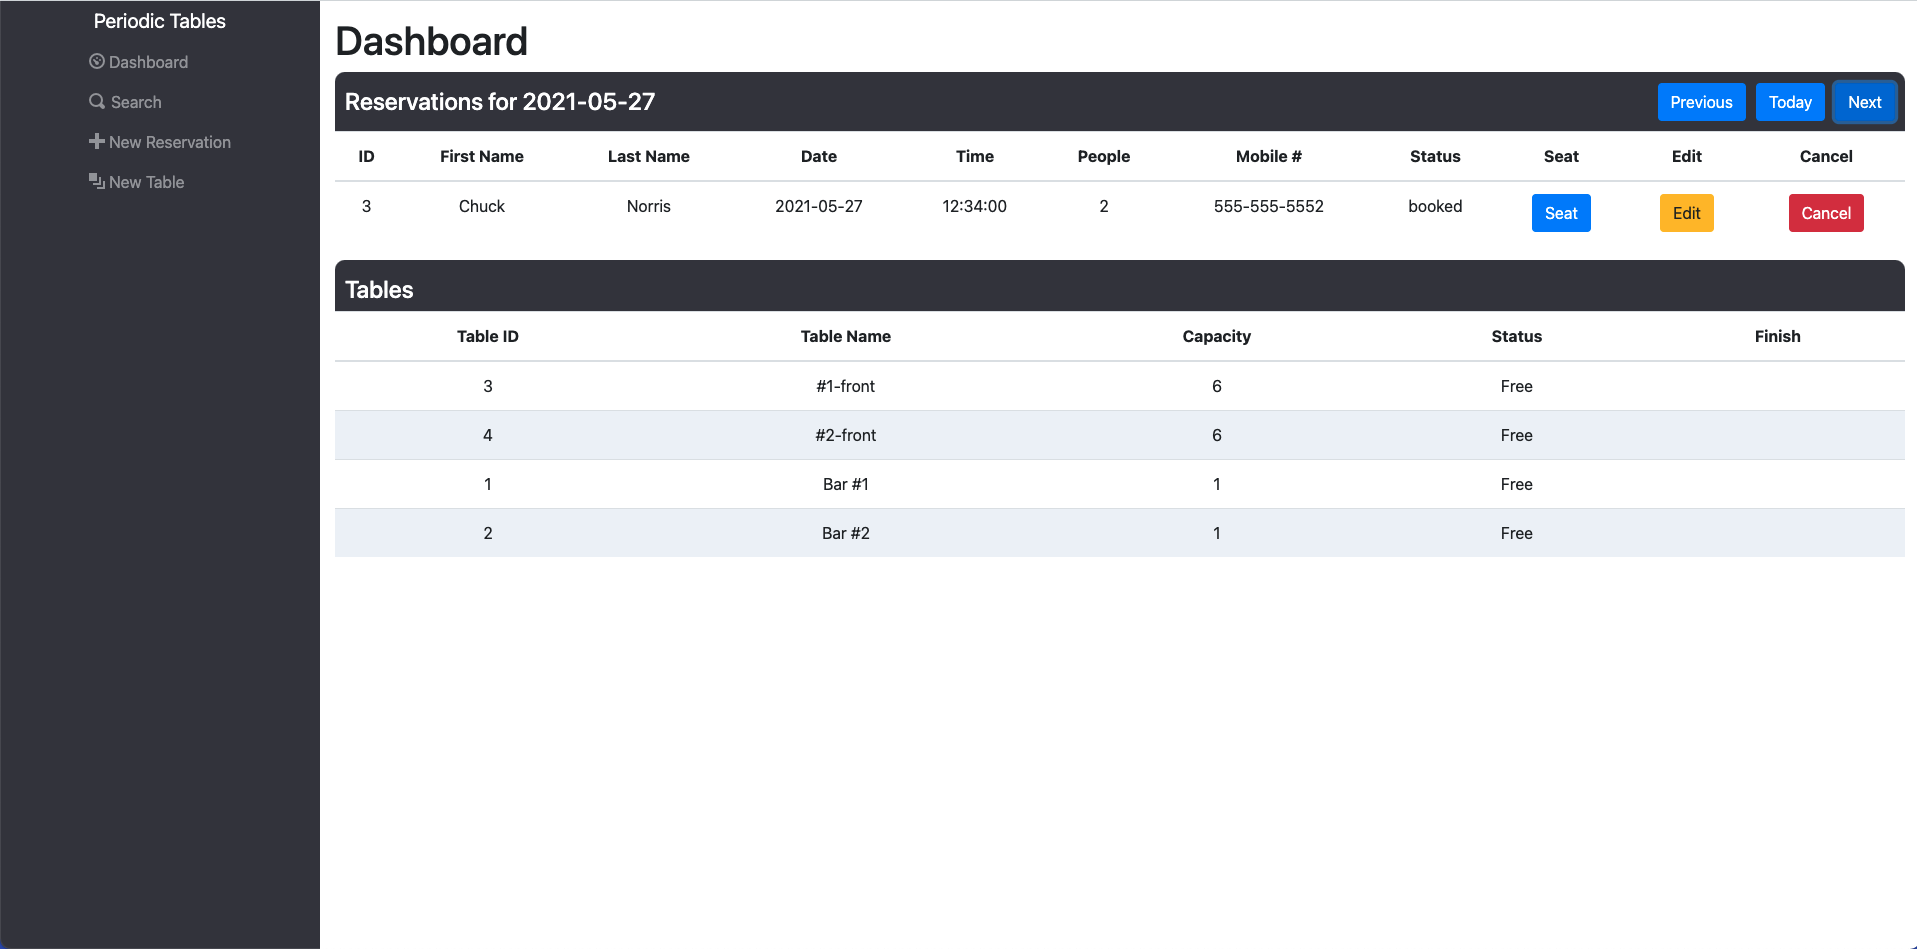 Periodic Tables
Dashboard
Search
New Reservation
New Table
Dashboard
Reservations for 2021-05-27 Previous Today Next
ID First Name Last Name Date Time People Mobile # Status Seat Edit Cancel
3 Chuck Norris 2021-05-27 12:34:00 2 555-555-5552 booked Seat Edit Cancel
Tables
Table ID Table Name Capacity Status Finish
3 #1-front 6 Free
4 #2-front 6 Free
1 Bar #1 1 Free
2 Bar #2 1 Free